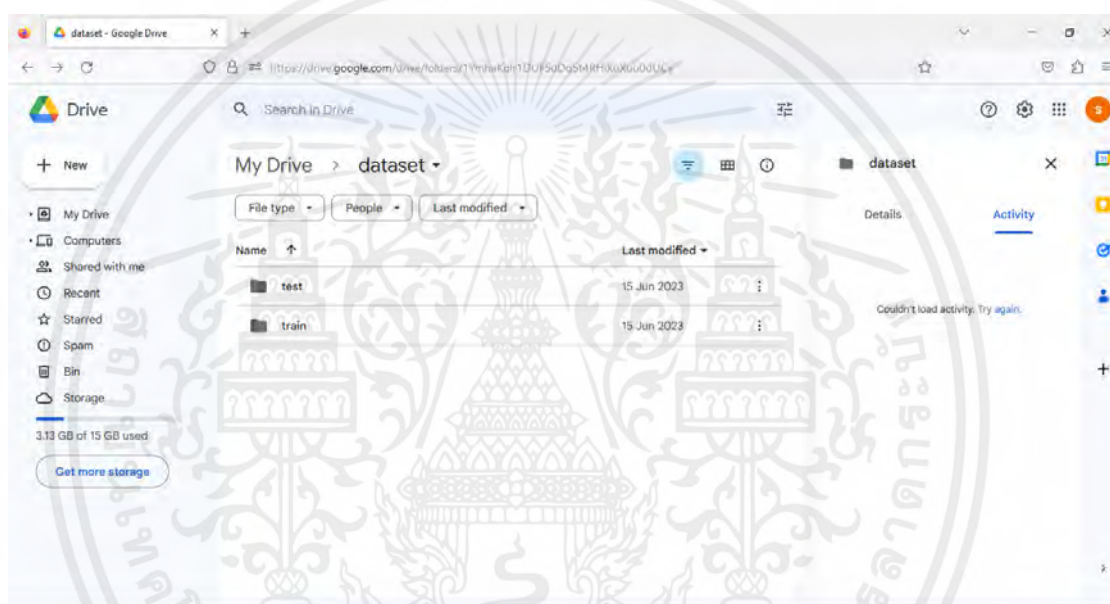 dataset - Google Drive
Drive
Search in Drive
New
My Drive
Computers
Shared with me
Recent
Starred
Spam
Bin
Storage
3.13 GB of 15 GB used
Get more storage
My Drive > dataset
File type People Last modified
Name Last modified
test 15 Jun 2023
train 15 Jun 2023
dataset
Details Activity
Couldn't load activity. Try again.
S